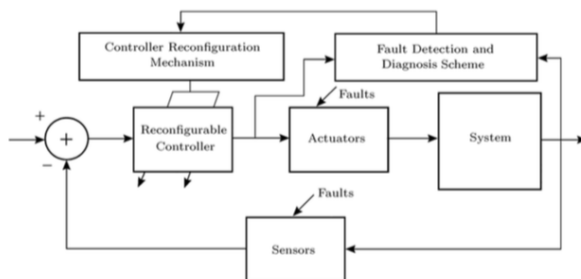 Controller Reconfiguration
Mechanism
Fault Detection and
Diagnosis Scheme
Faults
+
+
−
Reconfigurable
Controller
Actuators
System
Faults
Sensors